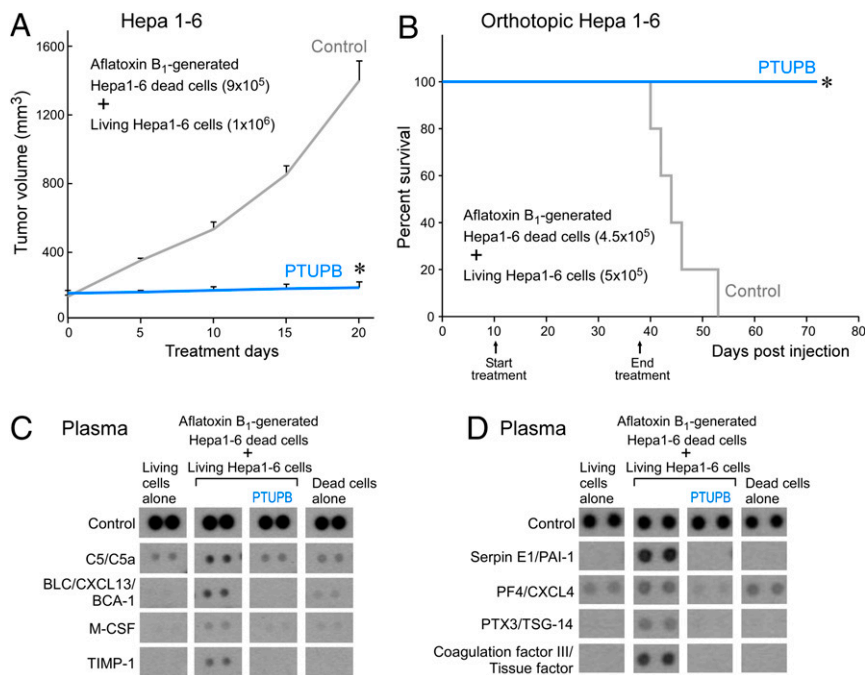 A
Hepa 1-6
Tumor volume (mm³)
1600
1200
800
400
0
Aflatoxin B₁-generated
Hepa1-6 dead cells (9x10⁵)
+
Living Hepa1-6 cells (1x10⁶)
Control
PTUPB
*
0 5 10 15 20
Treatment days
B
Orthotopic Hepa 1-6
Percent survival
100
80
60
40
20
0
PTUPB
*
Aflatoxin B₁-generated
Hepa1-6 dead cells (4.5x10⁵)
+
Living Hepa1-6 cells (5x10⁵)
Control
0 10 20 30 40 50 60 70 80
Start
treatment
End
treatment
Days post injection
C
Plasma
Aflatoxin B₁-generated
Hepa1-6 dead cells
+
Living Hepa1-6 cells
Living
cells
alone
PTUPB
Dead cells
alone
Control
C5/C5a
BLC/CXCL13/
BCA-1
M-CSF
TIMP-1
D
Plasma
Aflatoxin B₁-generated
Hepa1-6 dead cells
+
Living Hepa1-6 cells
Living
cells
alone
PTUPB
Dead cells
alone
Control
Serpin E1/PAI-1
PF4/CXCL4
PTX3/TSG-14
Coagulation factor III/
Tissue factor